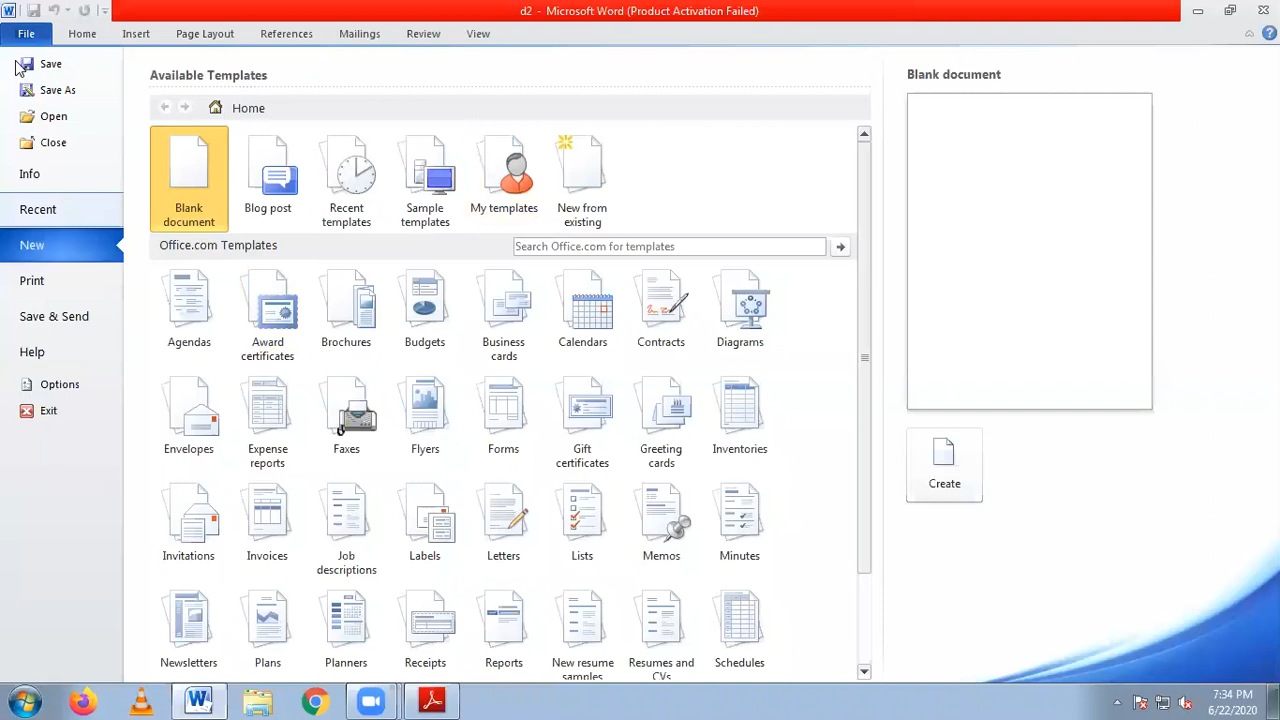 d2 - Microsoft Word (Product Activation Failed)
File Home Insert Page Layout References Mailings Review View
Save
Save As
Open
Close
Info
Recent
New
Print
Save & Send
Help
Options
Exit
Available Templates
Home
Blank
document
Blog post
Recent
templates
Sample
templates
My templates
New from
existing
Office.com Templates
Search Office.com for templates
Agendas
Award
certificates
Brochures
Budgets
Business
cards
Calendars
Contracts
Diagrams
Envelopes
Expense
reports
Faxes
Flyers
Forms
Gift
certificates
Greeting
cards
Inventories
Invitations
Invoices
Job
descriptions
Labels
Letters
Lists
Memos
Minutes
Newsletters
Plans
Planners
Receipts
Reports
New resume
samples
Resumes and
CVs
Schedules
Blank document
Create
7:34 PM
6/22/2020